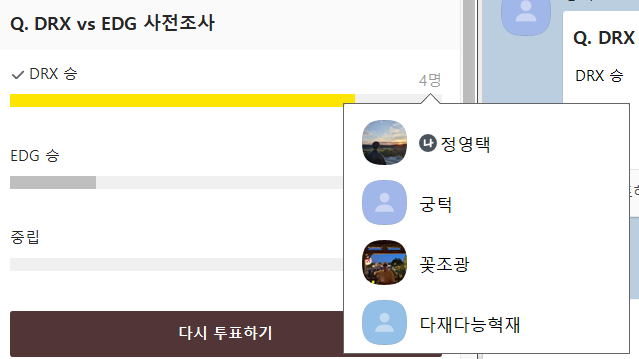 Q. DRX vs EDG 사전조사
DRX 승
4명
EDG 승
중립
다시 투표하기
나 정영택
궁턱
꽃조광
다재다능혁재
Q. DRX
DRX 승